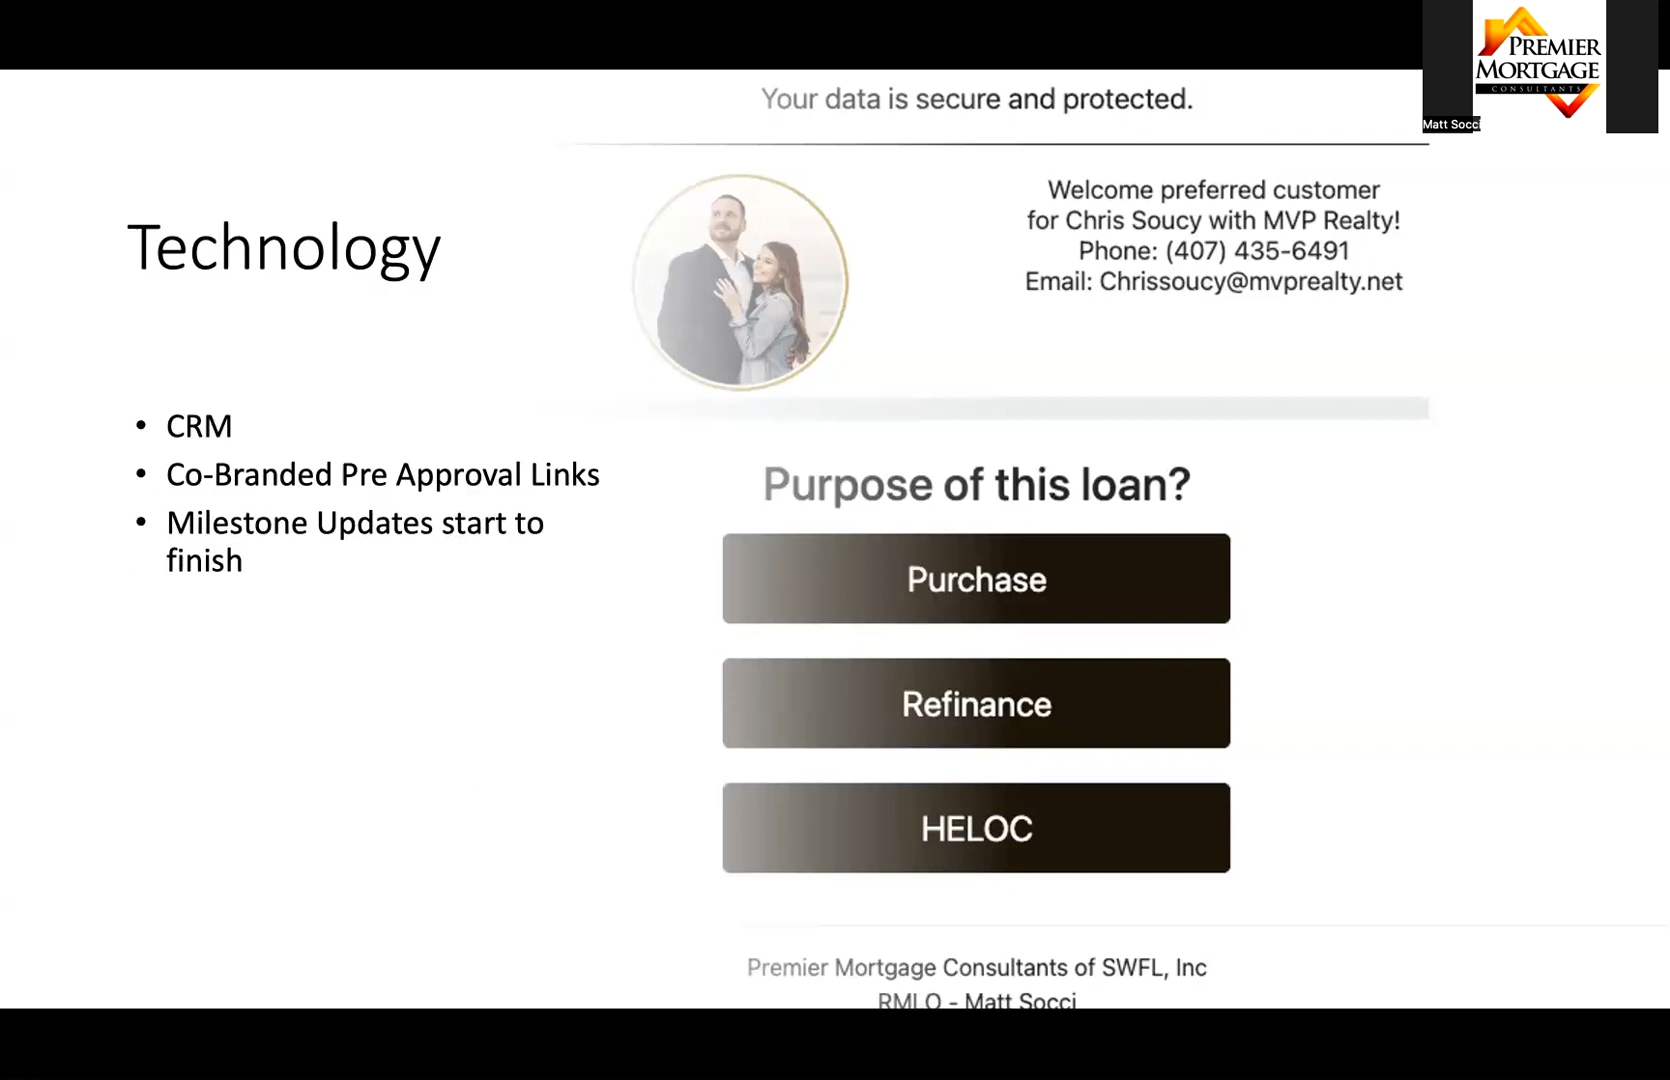 PREMIER
MORTGAGE
CONSULTANTS
Matt Socci
Your data is secure and protected.
Welcome preferred customer
for Chris Soucy with MVP Realty!
Phone: (407) 435-6491
Email: Chrissoucy@mvprealty.net
Technology
• CRM
• Co-Branded Pre Approval Links
• Milestone Updates start to
finish
Purpose of this loan?
Purchase
Refinance
HELOC
Premier Mortgage Consultants of SWFL, Inc
RMLO - Matt Socci